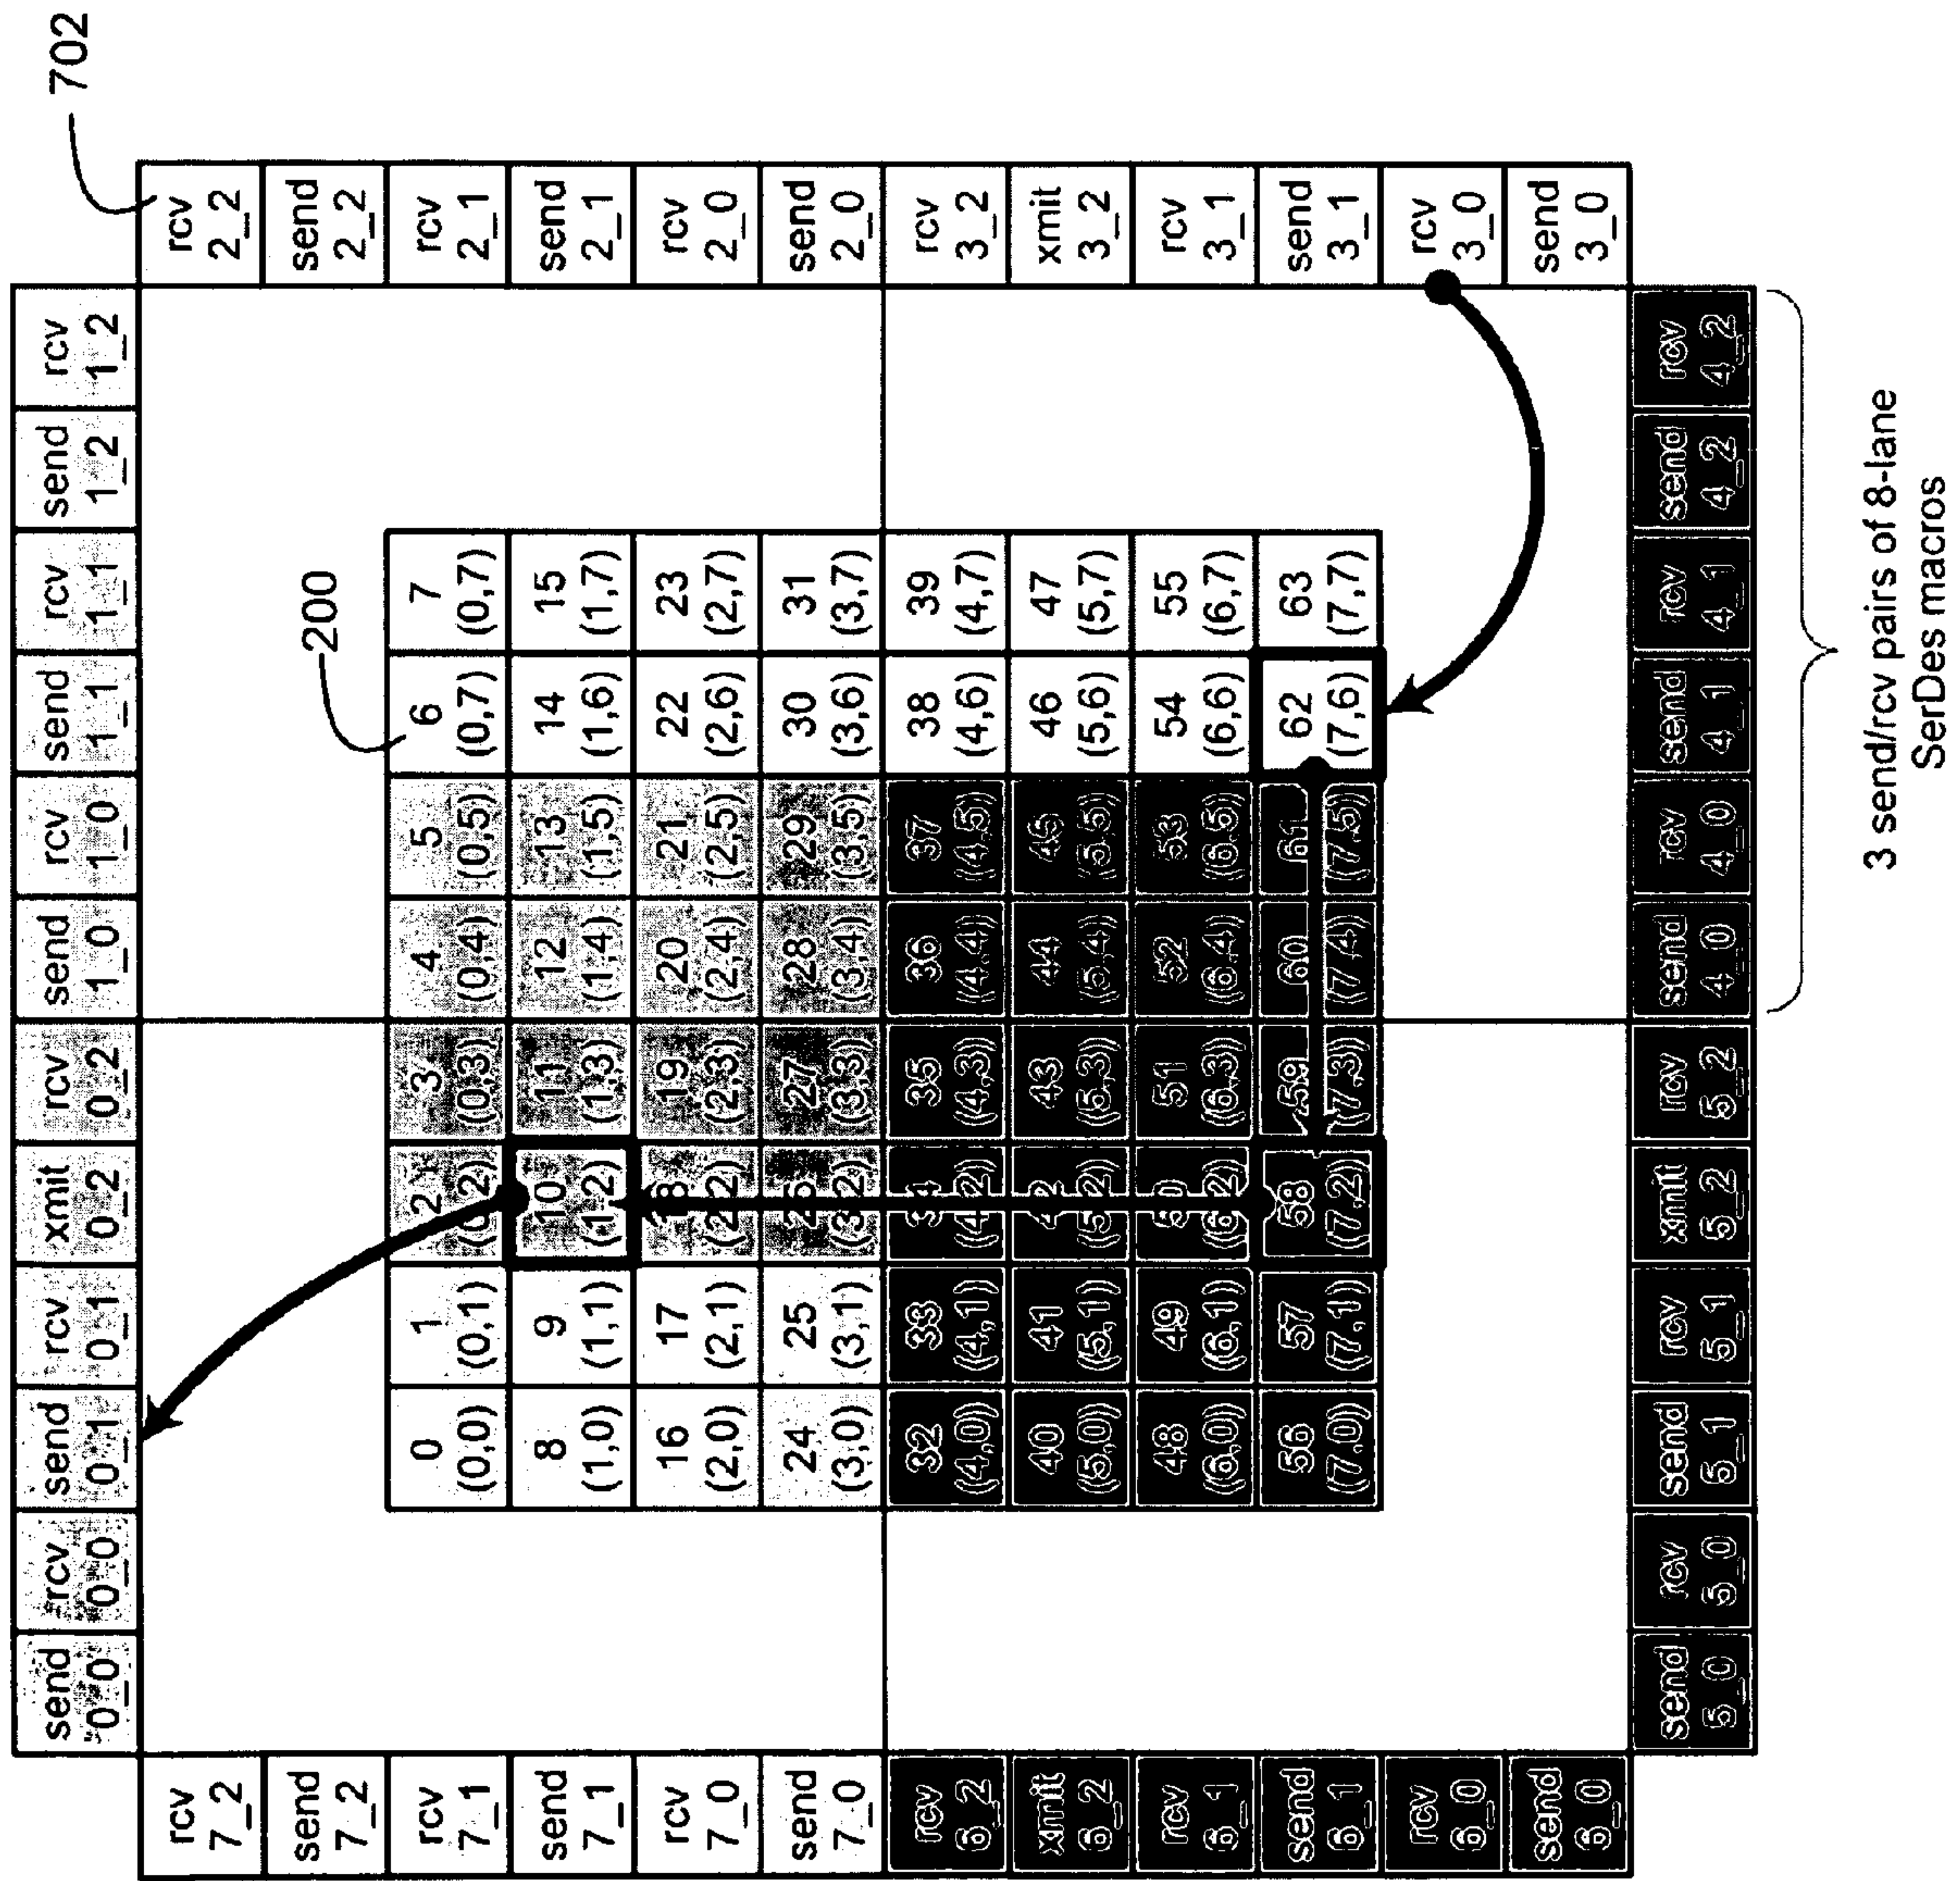 702
send rcv send rcv xmit rcv send rcv send rcv send rcv
0_0 0_0 0_1 0_1 0_2 0_2 1_0 1_0 1_1 1_1 1_2 1_2
rcv rcv
7_2 2_2
send send
7_2 2_2
200
rcv 0 1 2 3 4 5 6 7 rcv
7_1 (0,0) (0,1) (0,3) (0,4) (0,5) (0,7) (0,7) 2_1
send 8 9 10 11 12 13 14 15 send
7_1 (1,0) (1,1) (1,2) (1,3) (1,4) (1,5) (1,6) (1,7) 2_1
rcv 16 17 19 20 21 22 23 rcv
7_0 (2,0) (2,1) (2,3) (2,4) (2,5) (2,6) (2,7) 2_0
send 24 25 27 28 29 30 31 send
7_0 (3,0) (3,1) (3,3) (3,4) (3,5) (3,6) (3,7) 2_0
rcv 32 33 35 36 37 38 39 rcv
6_2 (4,0) (4,1) (4,3) (4,4) (4,5) (4,6) (4,7) 3_2
xmit 40 41 43 44 45 46 47 xmit
6_2 (5,0) (5,1) (5,3) (5,4) (5,5) (5,6) (5,7) 3_2
rcv 48 49 51 52 53 54 55 rcv
6_1 (6,0) (6,1) (6,3) (6,4) (6,5) (6,6) (6,7) 3_1
send 56 57 58 59 60 61 62 63 send
6_1 (7,0) (7,1) (7,2) (7,3) (7,4) (7,5) (7,6) (7,7) 3_1
rcv rcv
6_0 3_0
send send
6_0 3_0
send rcv send rcv xmit rcv send rcv send rcv send rcv
5_0 5_0 5_1 5_1 5_2 5_2 4_0 4_0 4_1 4_1 4_2 4_2
3 send/rcv pairs of 8-lane
SerDes macros